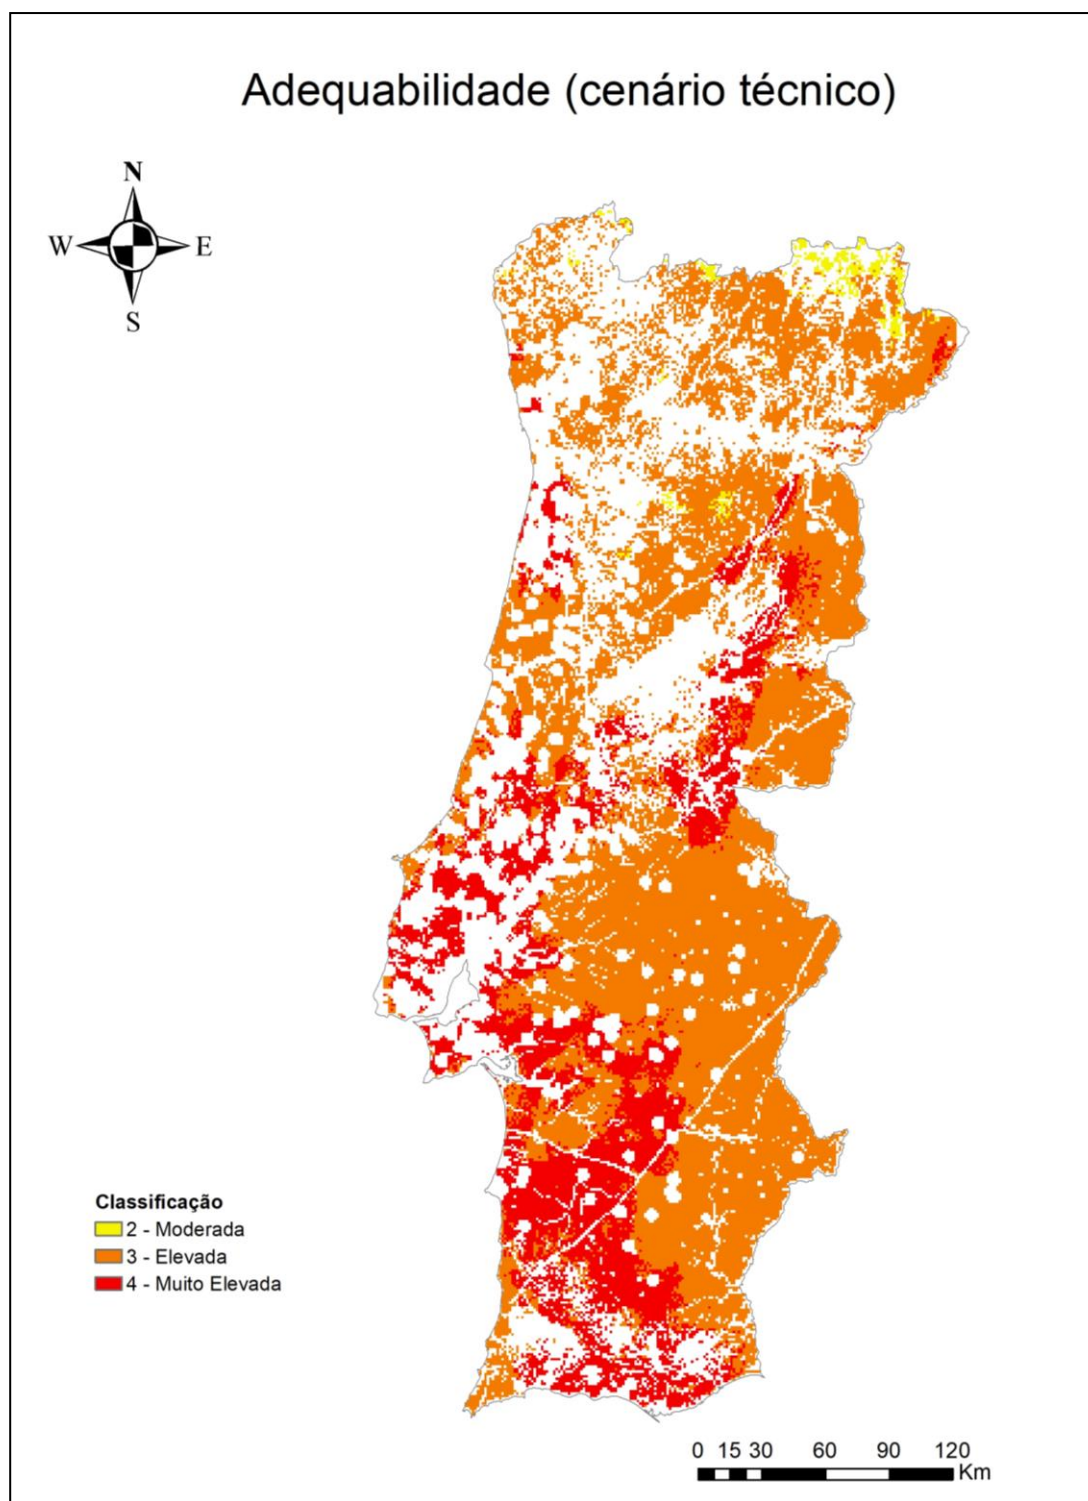 Adequabilidade (cenário técnico)
N
W E
S
Classificação
2 - Moderada
3 - Elevada
4 - Muito Elevada
0 15 30 60 90 120
Km